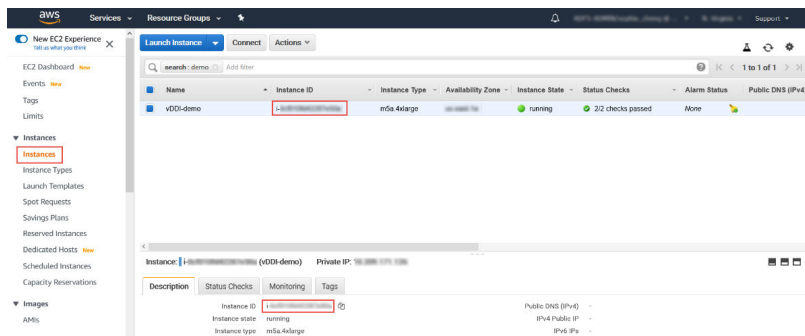 aws Services Resource Groups Support
New EC2 Experience
Tell us what you think
Launch Instance Connect Actions
EC2 Dashboard New
search : demo Add filter 1 to 1 of 1
Events New
Name Instance ID Instance Type Availability Zone Instance State Status Checks Alarm Status Public DNS (IPv4
Tags
vDDI-demo i- m5a.4xlarge running 2/2 checks passed None
Limits
Instances
Instances
Instance Types
Launch Templates
Spot Requests
Savings Plans
Reserved Instances
Dedicated Hosts New
Scheduled Instances
Capacity Reservations
Images
AMIs
Instance: i- (vDDI-demo) Private IP:
Description Status Checks Monitoring Tags
Instance ID i- Public DNS (IPv4) -
Instance state running IPv4 Public IP -
Instance type m5a.4xlarge IPv6 IPs -